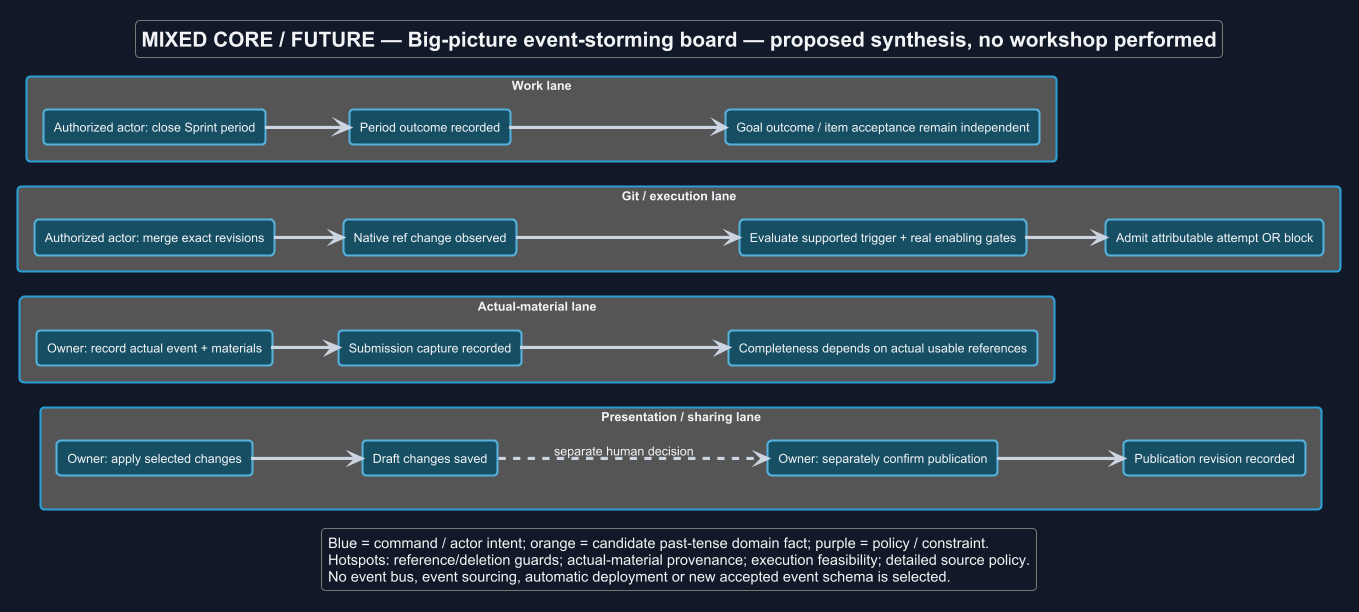 MIXED CORE / FUTURE — Big-picture event-storming board — proposed synthesis, no workshop performed
Work lane
Authorized actor: close Sprint period
Period outcome recorded
Goal outcome / item acceptance remain independent
Git / execution lane
Authorized actor: merge exact revisions
Native ref change observed
Evaluate supported trigger + real enabling gates
Admit attributable attempt OR block
Actual-material lane
Owner: record actual event + materials
Submission capture recorded
Completeness depends on actual usable references
Presentation / sharing lane
Owner: apply selected changes
Draft changes saved
separate human decision
Owner: separately confirm publication
Publication revision recorded
Blue = command / actor intent; orange = candidate past-tense domain fact; purple = policy / constraint.
Hotspots: reference/deletion guards; actual-material provenance; execution feasibility; detailed source policy.
No event bus, event sourcing, automatic deployment or new accepted event schema is selected.